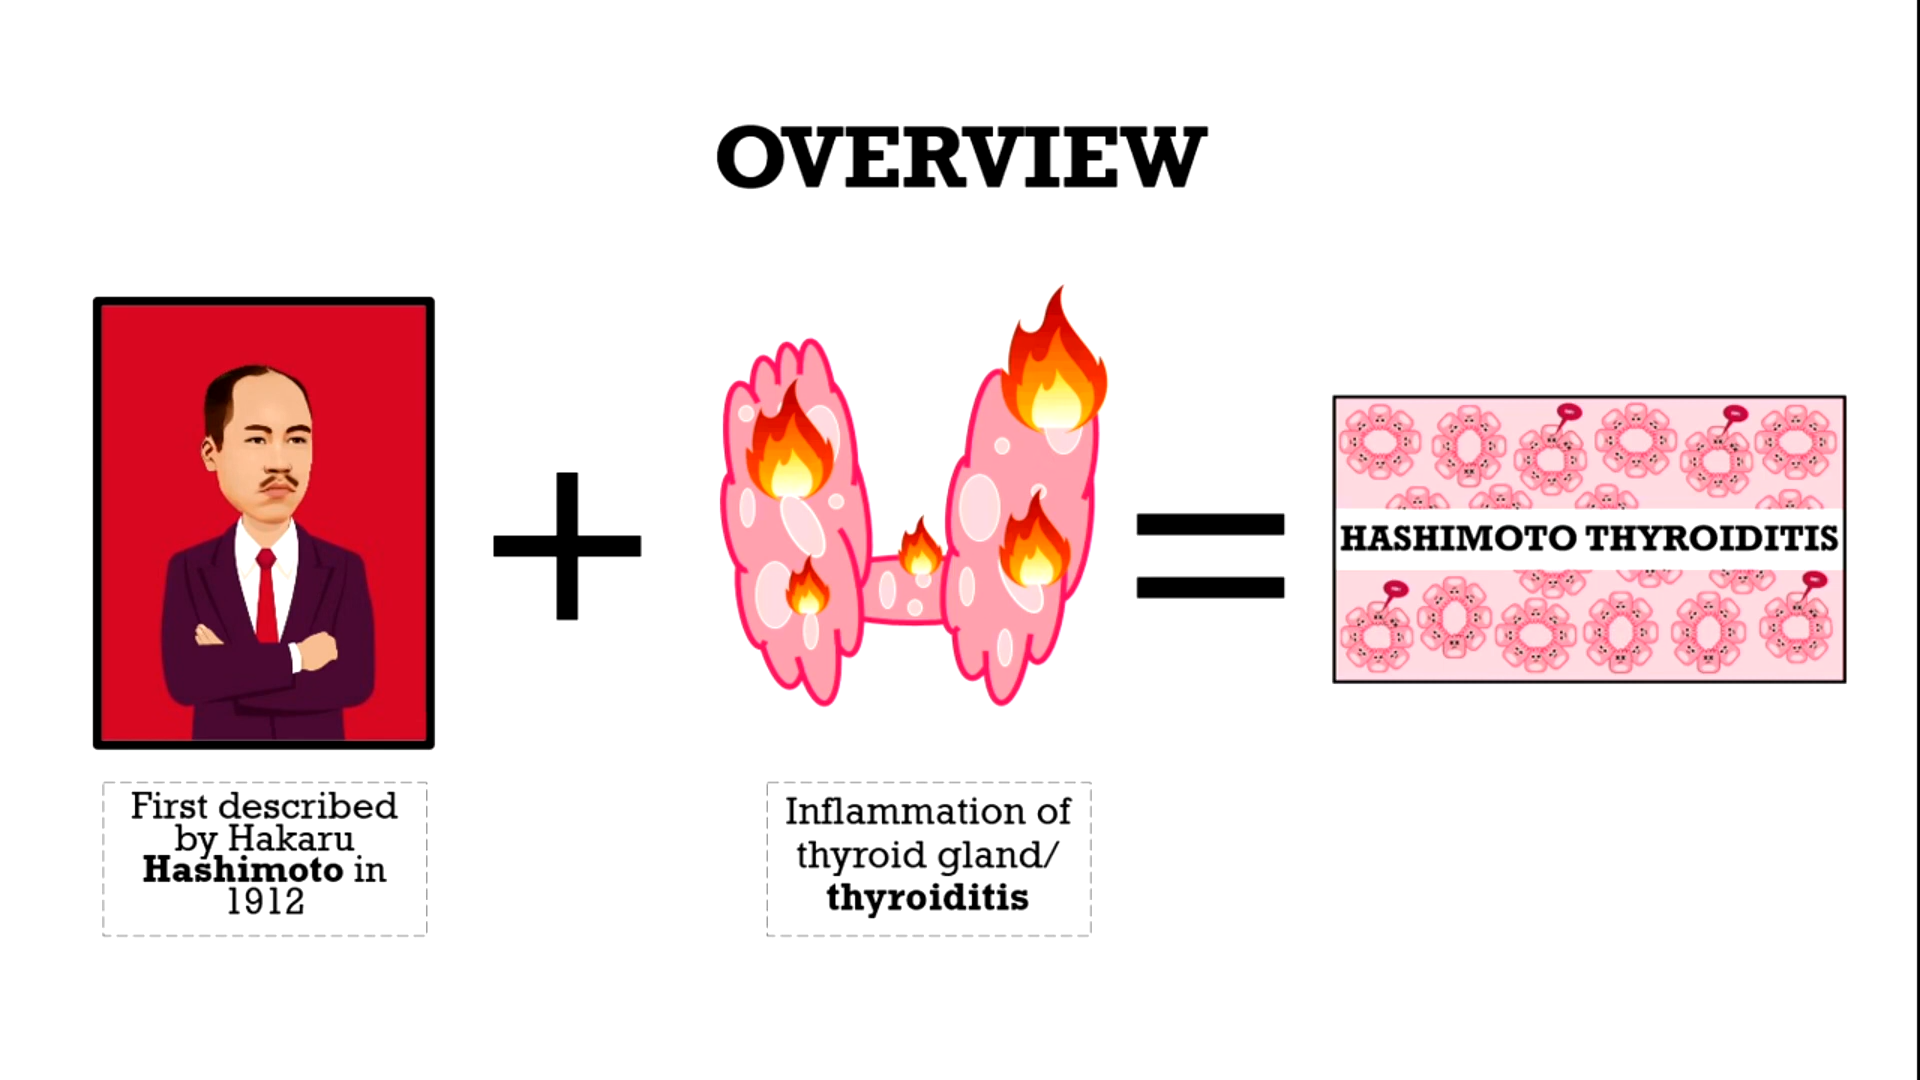 OVERVIEW
First described
by Hakaru
Hashimoto in
1912
Inflammation of
thyroid gland/
thyroiditis
HASHIMOTO THYROIDITIS